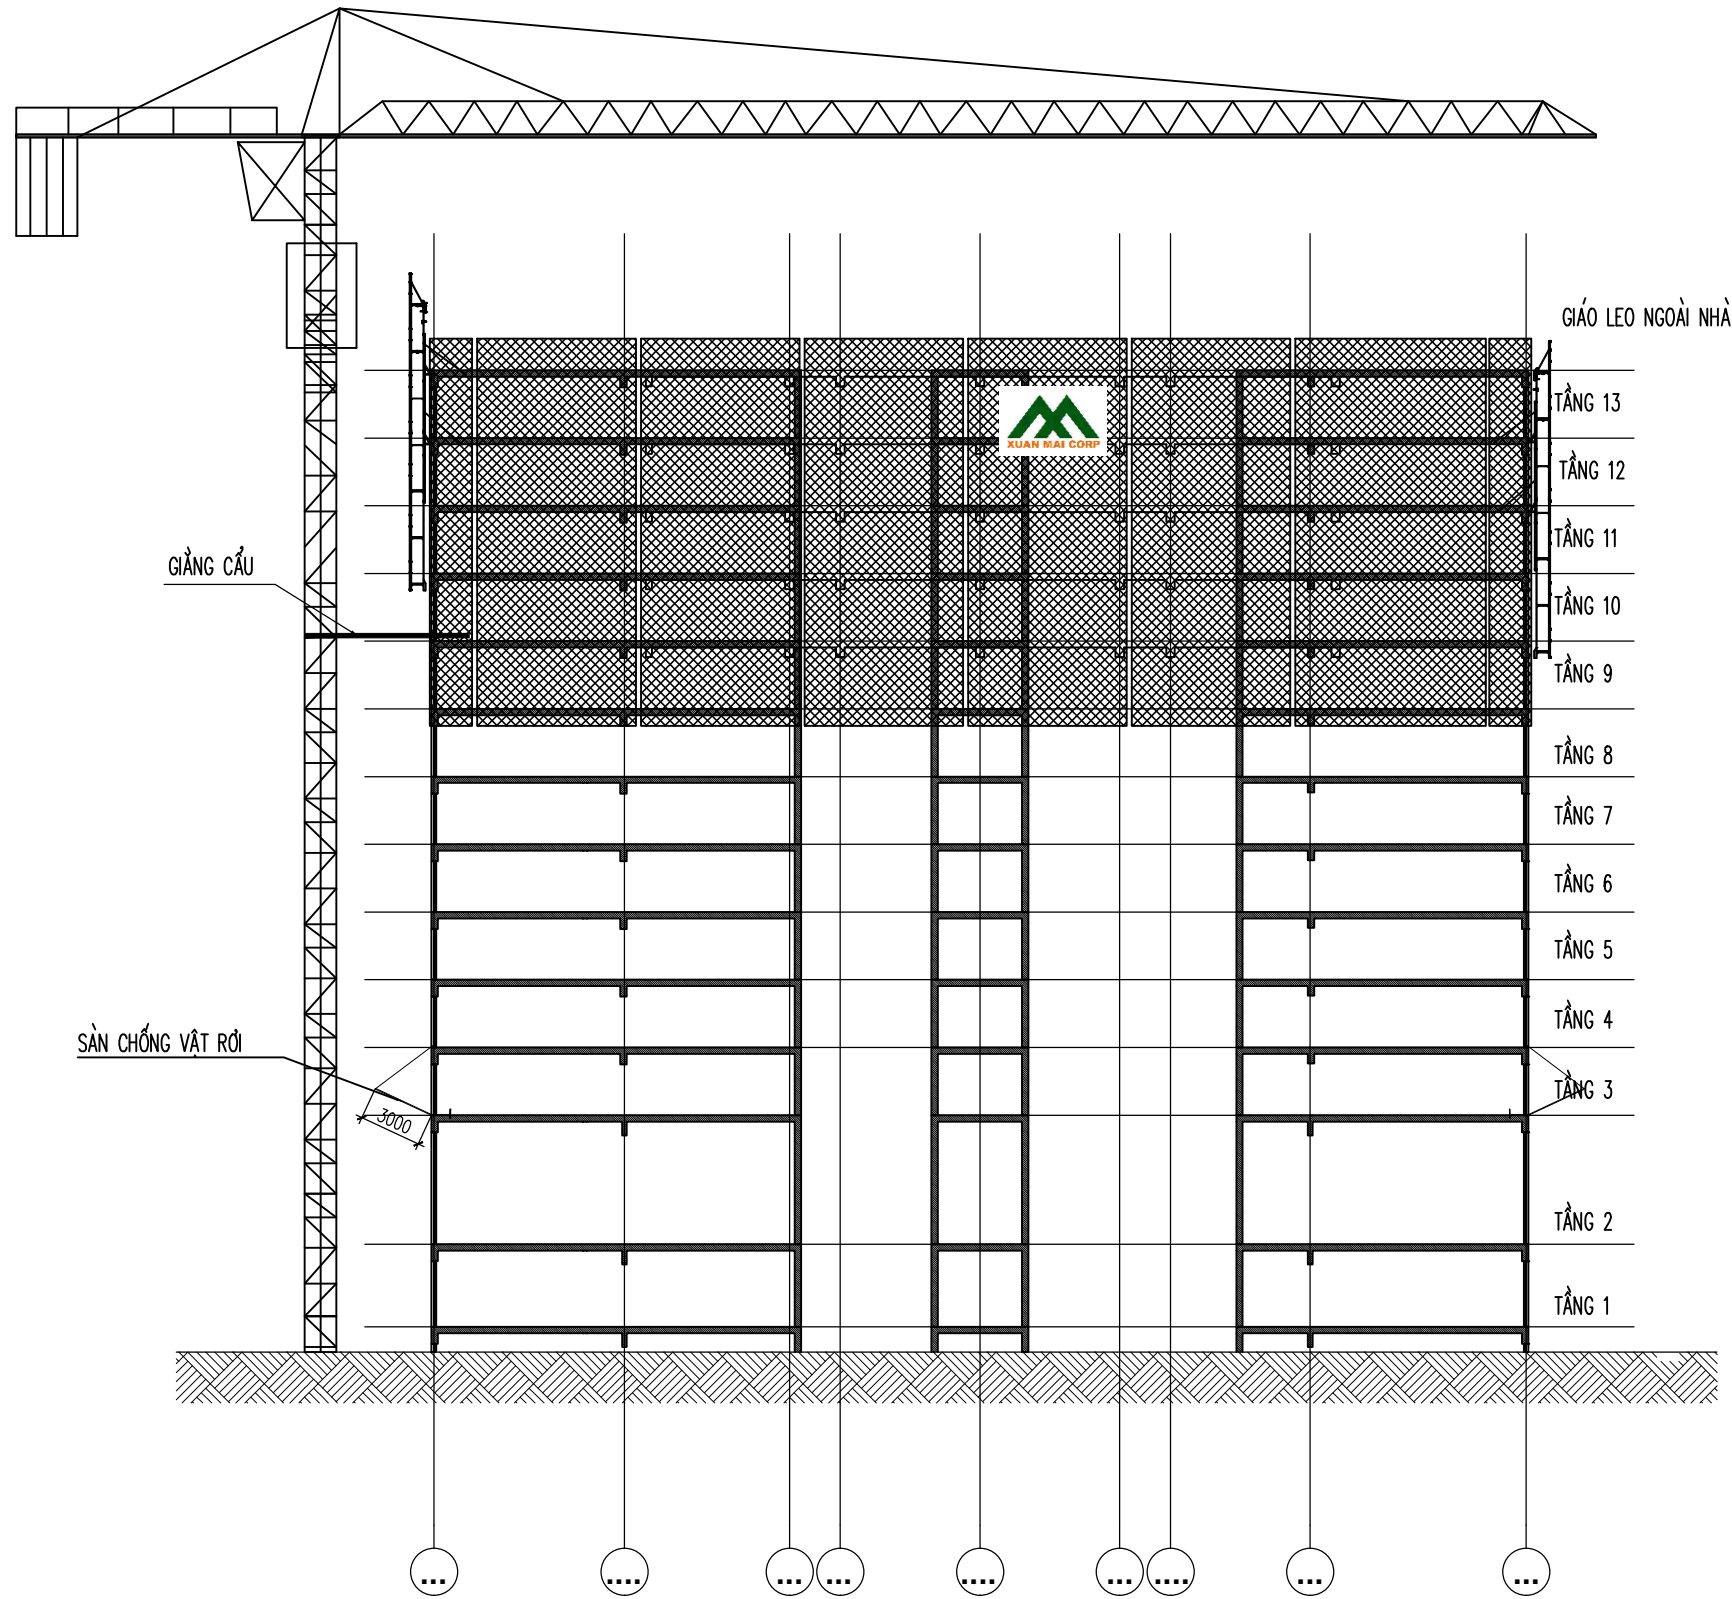 GIÁO LEO NGOÀI NHÀ
TẦNG 13
XUAN MAI CORP
TẦNG 12
TẦNG 11
GIẰNG CẨU
TẦNG 10
TẦNG 9
TẦNG 8
TẦNG 7
TẦNG 6
TẦNG 5
TẦNG 4
SÀN CHỐNG VẬT RƠI
TẦNG 3
3000
TẦNG 2
TẦNG 1
... .... ... ... .... ... .... ... ...